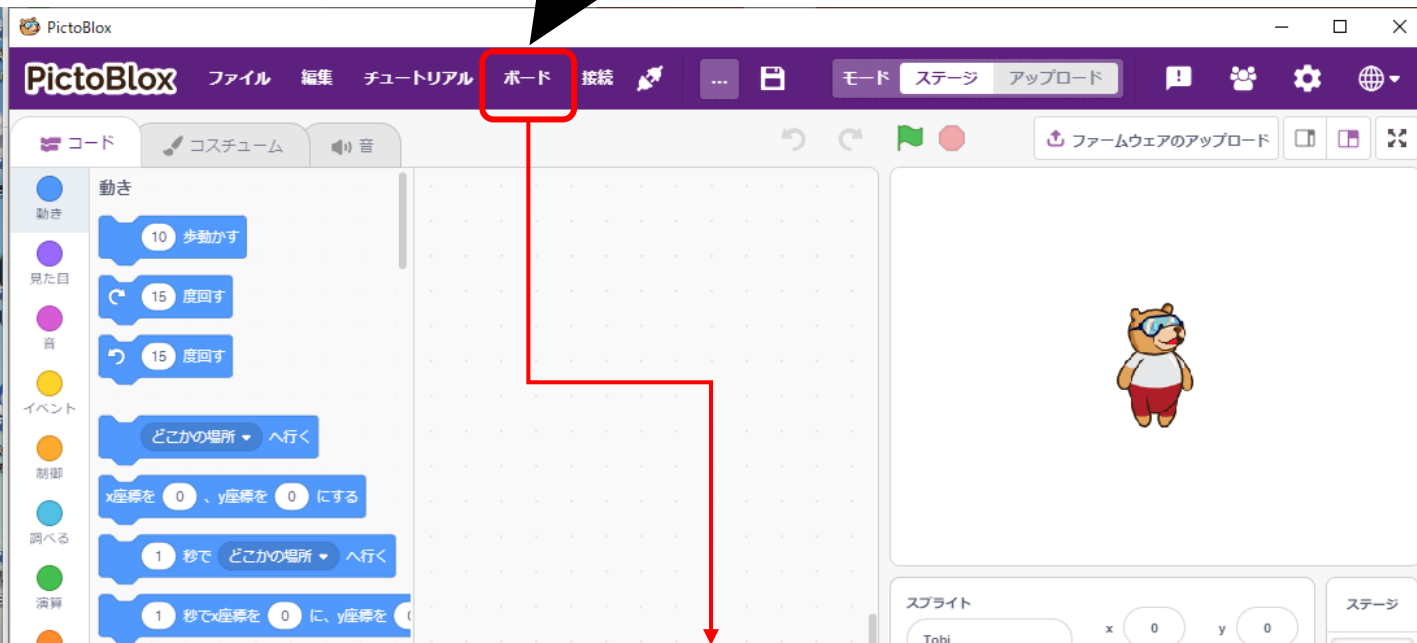 PictoBlox
PictoBlox ファイル 編集 チュートリアル ボード 接続 ... モード ステージ アップロード
コード コスチューム 音 ファームウェアのアップロード
動き
動き
10 歩動かす
見た目
15 度回す
音
15 度回す
イベント
どこかの場所 へ行く
制御
x座標を 0 、y座標を 0 にする
調べる
1 秒で どこかの場所 へ行く
演算
1 秒でx座標を 0 に、y座標を
スプライト
ステージ
Tobi
x 0 y 0